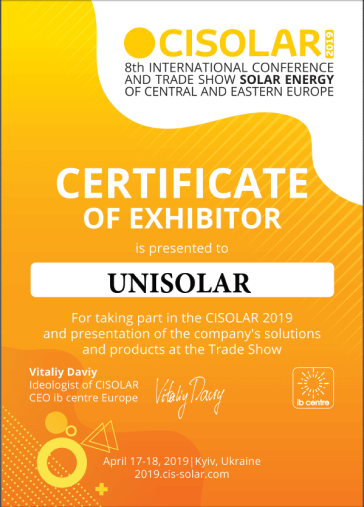 CISOLAR 2019
8th INTERNATIONAL CONFERENCE
AND TRADE SHOW SOLAR ENERGY
OF CENTRAL AND EASTERN EUROPE
CERTIFICATE
OF EXHIBITOR
is presented to
UNISOLAR
For taking part in the CISOLAR 2019
and presentation of the company's solutions
and products at the Trade Show
Vitaliy Daviy
Ideologist of CISOLAR
CEO ib centre Europe
Vitaliy Daviy
ib centre
April 17-18, 2019|Kyiv, Ukraine
2019.cis-solar.com